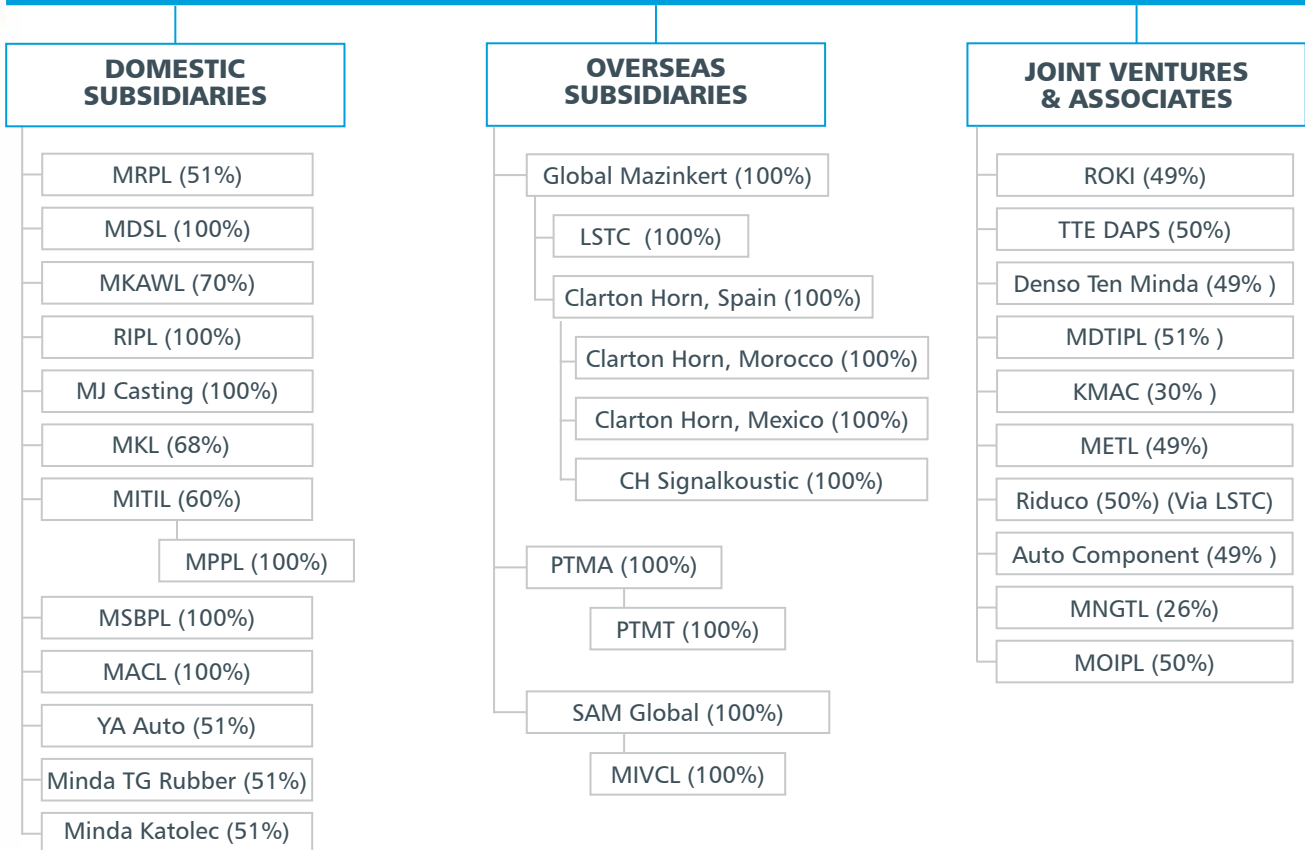 DOMESTIC
SUBSIDIARIES
MRPL (51%)
MDSL (100%)
MKAWL (70%)
RIPL (100%)
MJ Casting (100%)
MKL (68%)
MITIL (60%)
MPPL (100%)
MSBPL (100%)
MACL (100%)
YA Auto (51%)
Minda TG Rubber (51%)
Minda Katolec (51%)
OVERSEAS
SUBSIDIARIES
Global Mazinkert (100%)
LSTC (100%)
Clarton Horn, Spain (100%)
Clarton Horn, Morocco (100%)
Clarton Horn, Mexico (100%)
CH Signalkoustic (100%)
PTMA (100%)
PTMT (100%)
SAM Global (100%)
MIVCL (100%)
JOINT VENTURES
& ASSOCIATES
ROKI (49%)
TTE DAPS (50%)
Denso Ten Minda (49% )
MDTIPL (51% )
KMAC (30% )
METL (49%)
Riduco (50%) (Via LSTC)
Auto Component (49% )
MNGTL (26%)
MOIPL (50%)